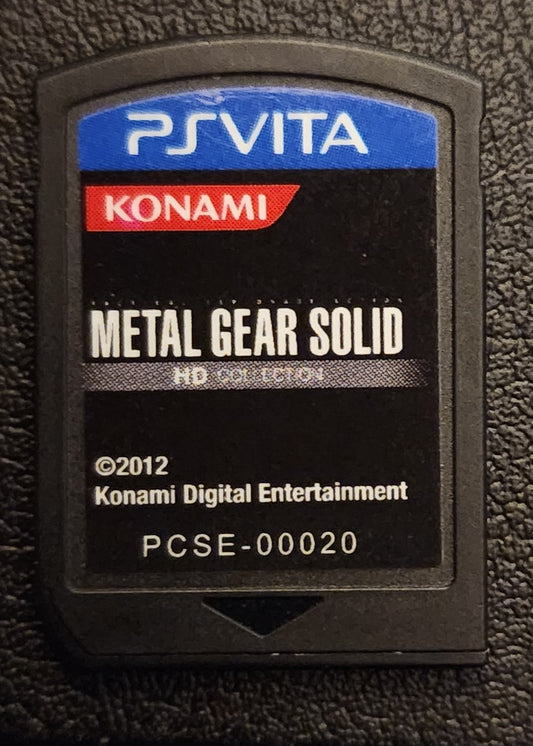 PSVITA
KONAMI
METAL GEAR SOLID
HD COLLECTION
©2012
Konami Digital Entertainment
PCSE-00020